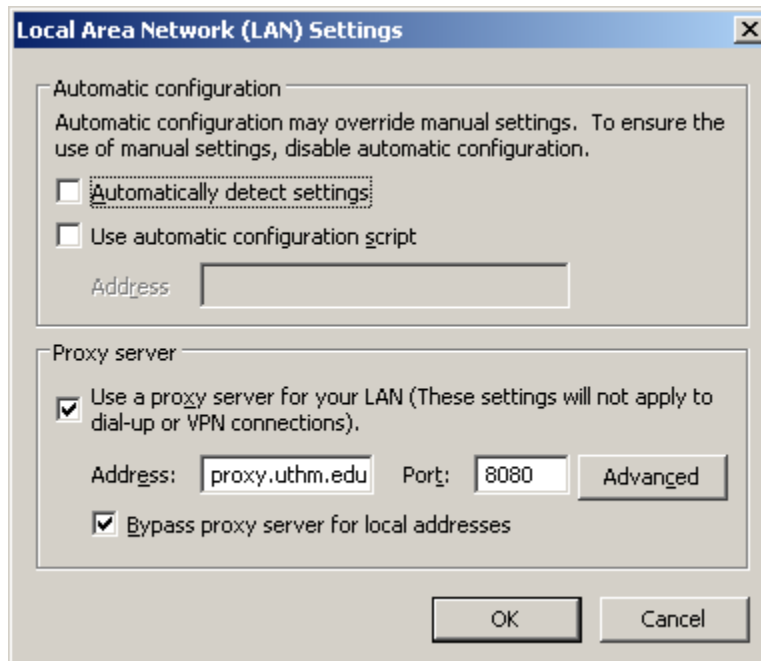 Local Area Network (LAN) Settings
Automatic configuration
Automatic configuration may override manual settings. To ensure the
use of manual settings, disable automatic configuration.
Automatically detect settings
Use automatic configuration script
Address
Proxy server
Use a proxy server for your LAN (These settings will not apply to
dial-up or VPN connections).
Address: proxy.uthm.edu Port: 8080 Advanced
Bypass proxy server for local addresses
OK Cancel